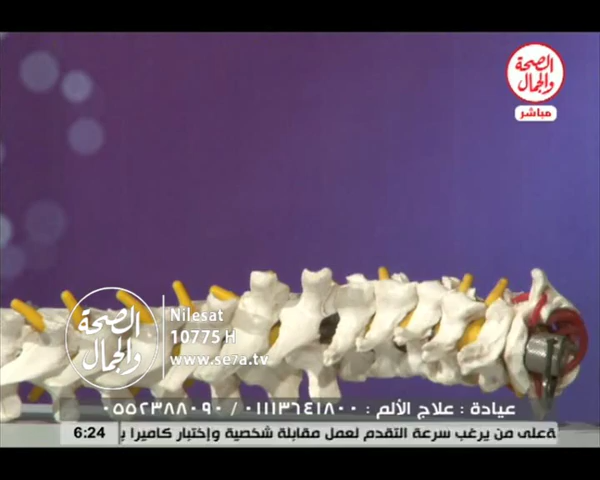 الصحة
والجمال
مباشر
الصحة
والجمال
Nilesat
10775 H
www.se7a.tv
عيادة : علاج الألم : ٠١١١٣٦٤١٨٠٠ / ٠٥٥٢٣٨٨٠٩٠
ةعلى من يرغب سرعة التقدم لعمل مقابلة شخصية وإختبار كاميرا ب
6:24